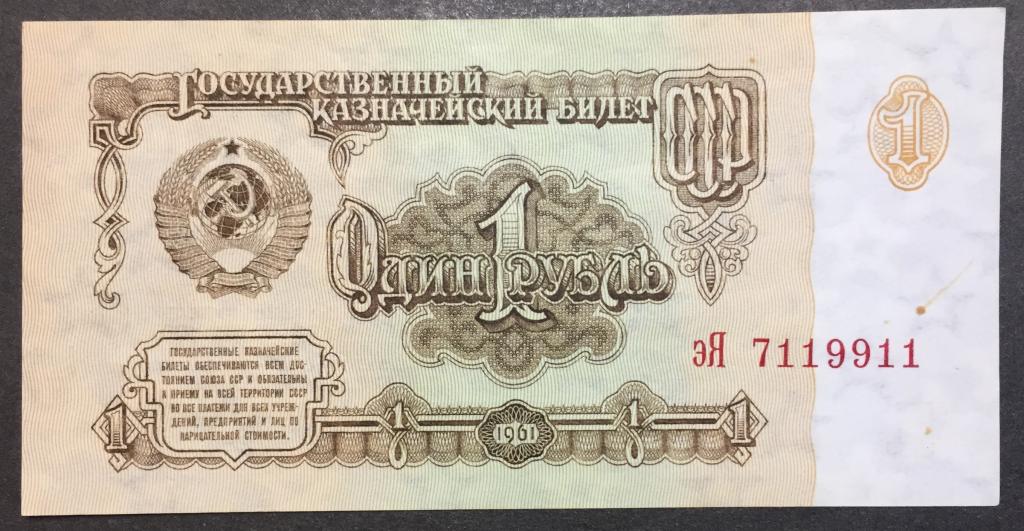 Государственный
казначейский билет
СССР
1
Один 1 рубль
эЯ 7119911
ГОСУДАРСТВЕННЫЕ КАЗНАЧЕЙСКИЕ
БИЛЕТЫ ОБЕСПЕЧИВАЮТСЯ ВСЕМ ДОС-
ТОЯНИЕМ СОЮЗА ССР И ОБЯЗАТЕЛЬНЫ
К ПРИЕМУ НА ВСЕЙ ТЕРРИТОРИИ СССР
ВО ВСЕ ПЛАТЕЖИ ДЛЯ ВСЕХ УЧРЕЖ-
ДЕНИЙ, ПРЕДПРИЯТИЙ И ЛИЦ ПО
НАРИЦАТЕЛЬНОЙ СТОИМОСТИ.
1 1 1961 1 1